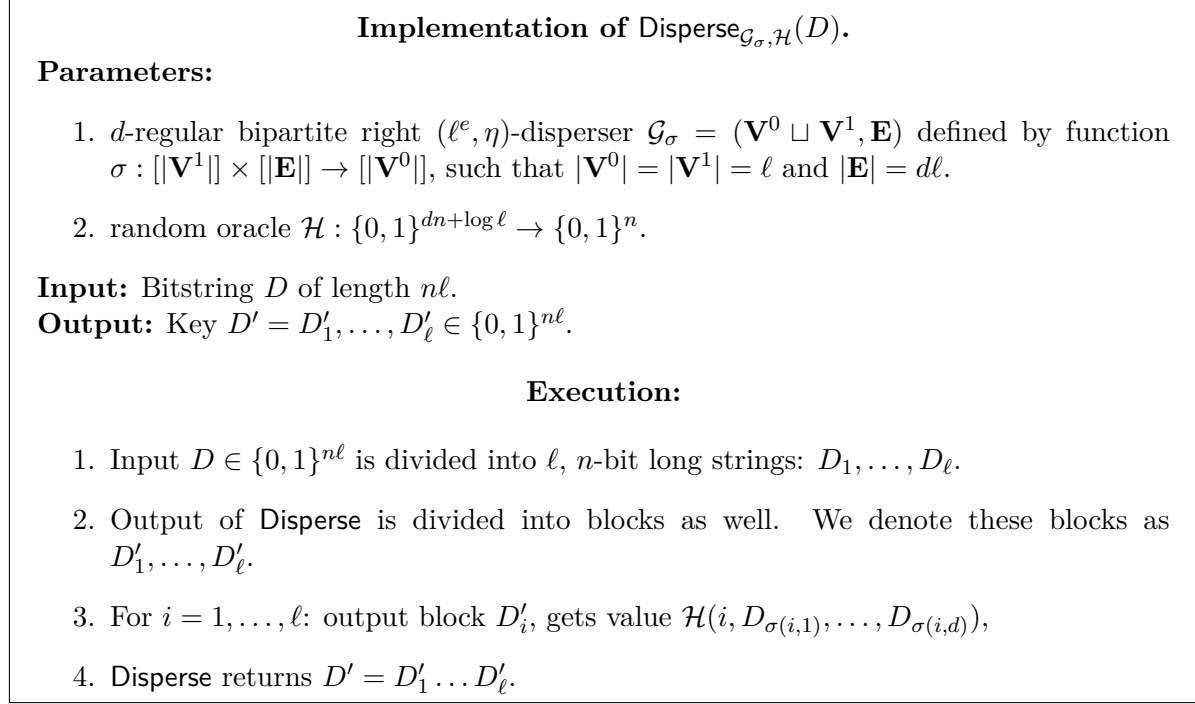 Implementation of Disperse_{𝒢_σ,ℋ}(D).
Parameters:
1. d-regular bipartite right (ℓ^e, η)-disperser 𝒢_σ = (V^0 ⊔ V^1, E) defined by function
σ : [|V^1|] × [|E|] → [|V^0|], such that |V^0| = |V^1| = ℓ and |E| = dℓ.
2. random oracle ℋ : {0, 1}^{dn+log ℓ} → {0, 1}^n.
Input: Bitstring D of length nℓ.
Output: Key D′ = D′_1, . . . , D′_ℓ ∈ {0, 1}^{nℓ}.
Execution:
1. Input D ∈ {0, 1}^{nℓ} is divided into ℓ, n-bit long strings: D_1, . . . , D_ℓ.
2. Output of Disperse is divided into blocks as well. We denote these blocks as
D′_1, . . . , D′_ℓ.
3. For i = 1, . . . , ℓ: output block D′_i, gets value ℋ(i, D_{σ(i,1)}, . . . , D_{σ(i,d)}),
4. Disperse returns D′ = D′_1 . . . D′_ℓ.